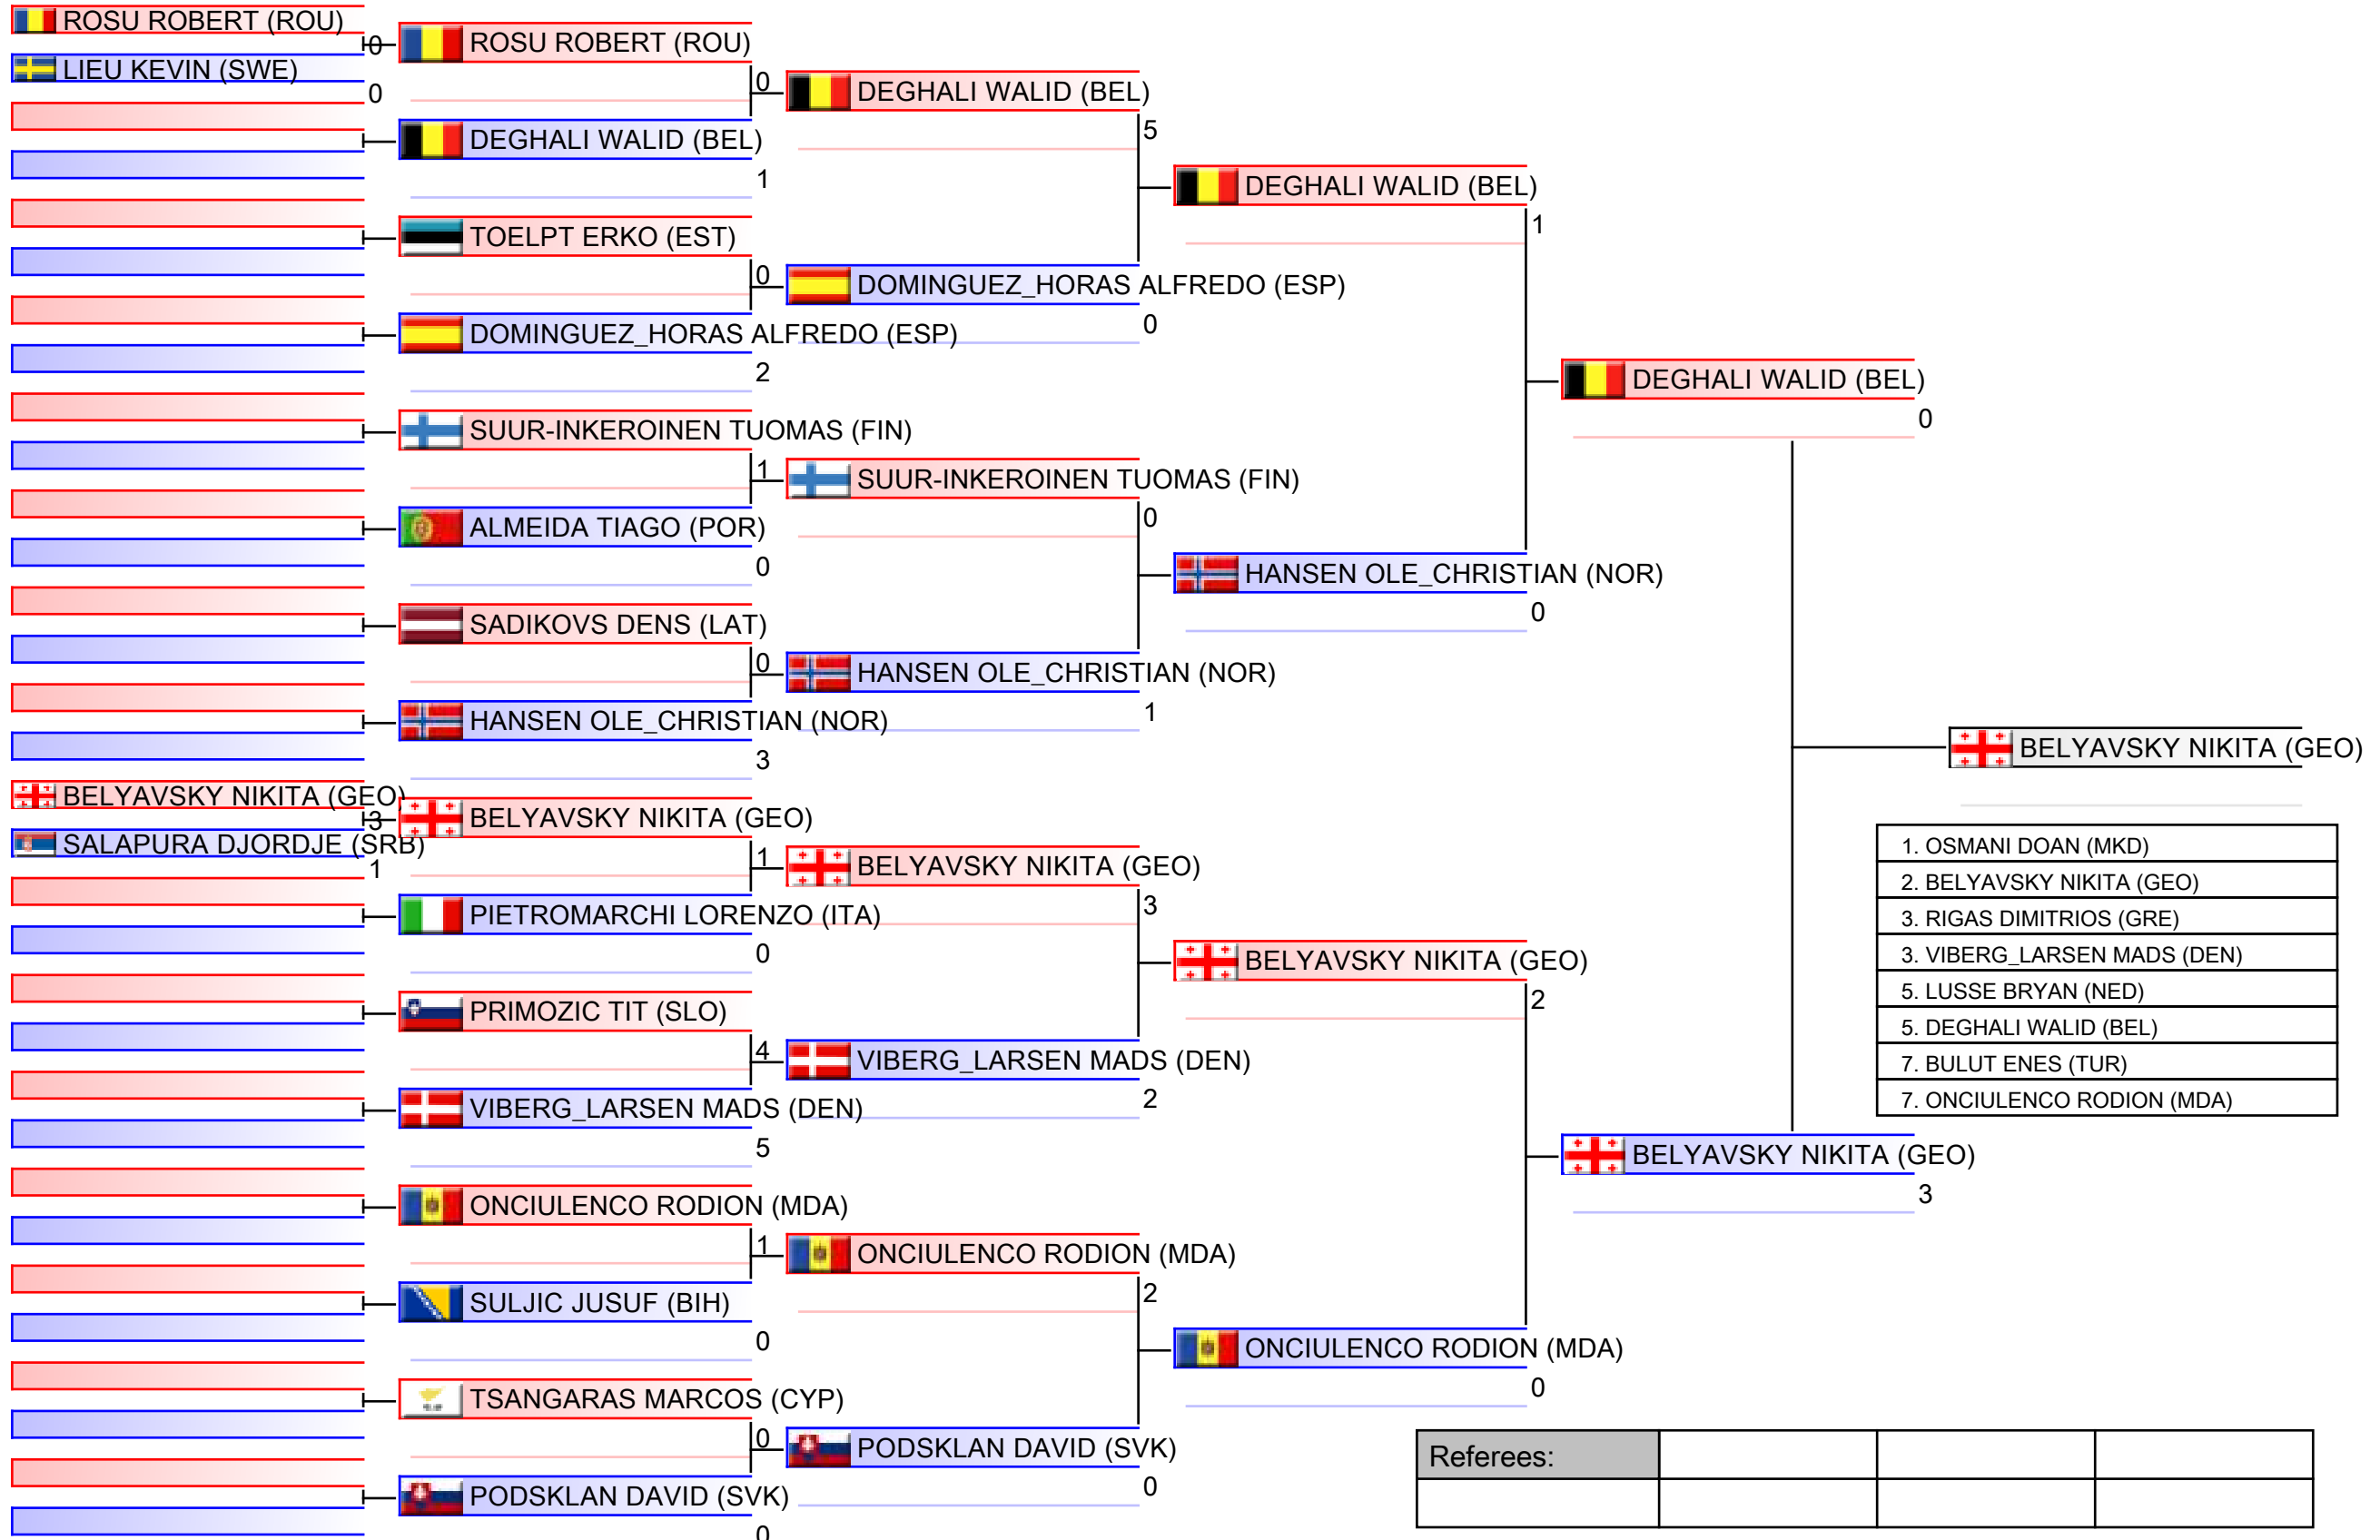 ROSU ROBERT (ROU)
0
LIEU KEVIN (SWE)
0
BELYAVSKY NIKITA (GEO)
3
SALAPURA DJORDJE (SRB)
1
ROSU ROBERT (ROU)
0
DEGHALI WALID (BEL)
1
TOELPT ERKO (EST)
0
DOMINGUEZ_HORAS ALFREDO (ESP)
2
SUUR-INKEROINEN TUOMAS (FIN)
1
ALMEIDA TIAGO (POR)
0
SADIKOVS DENS (LAT)
0
HANSEN OLE_CHRISTIAN (NOR)
3
BELYAVSKY NIKITA (GEO)
1
PIETROMARCHI LORENZO (ITA)
0
PRIMOZIC TIT (SLO)
4
VIBERG_LARSEN MADS (DEN)
5
ONCIULENCO RODION (MDA)
1
SULJIC JUSUF (BIH)
0
TSANGARAS MARCOS (CYP)
0
PODSKLAN DAVID (SVK)
0
DEGHALI WALID (BEL)
5
DOMINGUEZ_HORAS ALFREDO (ESP)
0
SUUR-INKEROINEN TUOMAS (FIN)
0
HANSEN OLE_CHRISTIAN (NOR)
1
BELYAVSKY NIKITA (GEO)
3
VIBERG_LARSEN MADS (DEN)
2
ONCIULENCO RODION (MDA)
2
PODSKLAN DAVID (SVK)
0
DEGHALI WALID (BEL)
1
HANSEN OLE_CHRISTIAN (NOR)
0
BELYAVSKY NIKITA (GEO)
2
ONCIULENCO RODION (MDA)
0
DEGHALI WALID (BEL)
0
BELYAVSKY NIKITA (GEO)
3
BELYAVSKY NIKITA (GEO)
1. OSMANI DOAN (MKD)
2. BELYAVSKY NIKITA (GEO)
3. RIGAS DIMITRIOS (GRE)
3. VIBERG_LARSEN MADS (DEN)
5. LUSSE BRYAN (NED)
5. DEGHALI WALID (BEL)
7. BULUT ENES (TUR)
7. ONCIULENCO RODION (MDA)
Referees: